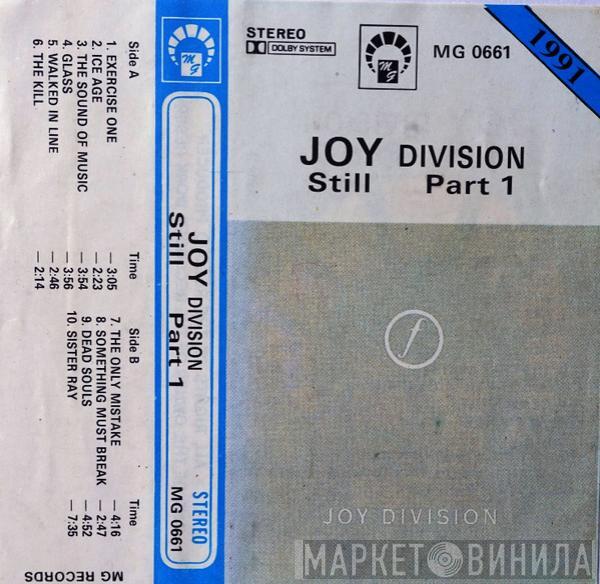 Side A
1. EXERCISE ONE
2. ICE AGE
3. THE SOUND OF MUSIC
4. GLASS
5. WALKED IN LINE
6. THE KILL
Time
— 3:05
— 2:23
— 3:54
— 3:56
— 2:46
— 2:14
Side B
7. THE ONLY MISTAKE
8. SOMETHING MUST BREAK
9. DEAD SOULS
10. SISTER RAY
Time
— 4:16
— 2:47
— 4:52
— 7:35
MG RECORDS
MG
JOY DIVISION
Still Part 1
STEREO
MG 0661
STEREO
DOLBY SYSTEM
MG
MG 0661
1991
JOY DIVISION
Still Part 1
f
JOY DIVISION
МАРКЕТ ВИНИЛА